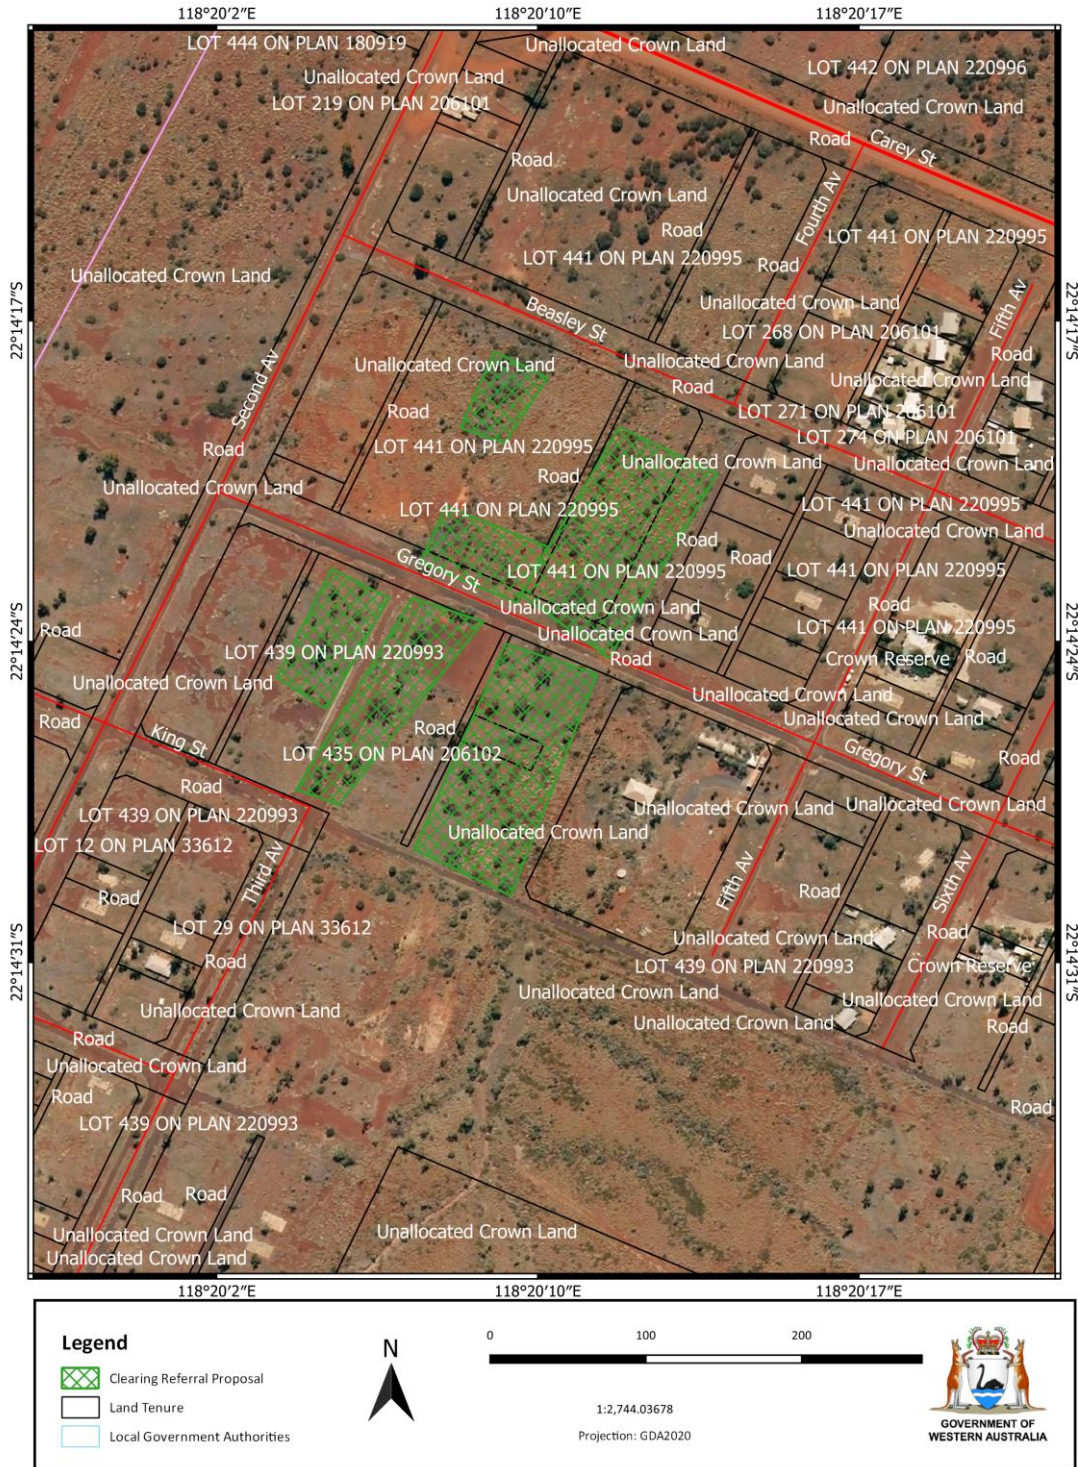 118°20'2"E
118°20'10"E
118°20'17"E
LOT 444 ON PLAN 180919
Unallocated Crown Land
LOT 442 ON PLAN 220996
Unallocated Crown Land
LOT 219 ON PLAN 206101
Unallocated Crown Land
Road
Carey St
Road
Unallocated Crown Land
Fourth Av
Road
LOT 441 ON PLAN 220995
LOT 441 ON PLAN 220995
Road
Unallocated Crown Land
22°14'17"S
22°14'17"S
Beasley St
Unallocated Crown Land
Fifth Av
LOT 268 ON PLAN 206101
Road
Unallocated Crown Land
Unallocated Crown Land
Unallocated Crown Land
Second Av
Road
Road
LOT 271 ON PLAN 206101
LOT 274 ON PLAN 206101
Road
LOT 441 ON PLAN 220995
Unallocated Crown Land
Unallocated Crown Land
Road
Unallocated Crown Land
LOT 441 ON PLAN 220995
LOT 441 ON PLAN 220995
Unallocated Crown Land
Road
Road
Gregory St
LOT 441 ON PLAN 220995
LOT 441 ON PLAN 220995
Unallocated Crown Land
Road
22°14'24"S
22°14'24"S
Road
Unallocated Crown Land
LOT 441 ON PLAN 220995
LOT 439 ON PLAN 220993
Road
Crown Reserve
Road
Unallocated Crown Land
Unallocated Crown Land
Road
Road
Unallocated Crown Land
King St
LOT 435 ON PLAN 206102
Gregory St
Road
Road
Unallocated Crown Land
Unallocated Crown Land
LOT 439 ON PLAN 220993
Unallocated Crown Land
LOT 12 ON PLAN 33612
Third Av
Fifth Av
Sixth Av
Road
Road
LOT 29 ON PLAN 33612
Road
Unallocated Crown Land
Road
LOT 439 ON PLAN 220993
Crown Reserve
22°14'31"S
22°14'31"S
Unallocated Crown Land
Unallocated Crown Land
Unallocated Crown Land
Unallocated Crown Land
Road
Road
Unallocated Crown Land
Road
Road
LOT 439 ON PLAN 220993
Road
Road
Unallocated Crown Land
Unallocated Crown Land
Unallocated Crown Land
118°20'2"E
118°20'10"E
118°20'17"E
Legend
Clearing Referral Proposal
Land Tenure
Local Government Authorities
N
0 100 200
1:2,744.03678
Projection: GDA2020
GOVERNMENT OF
WESTERN AUSTRALIA